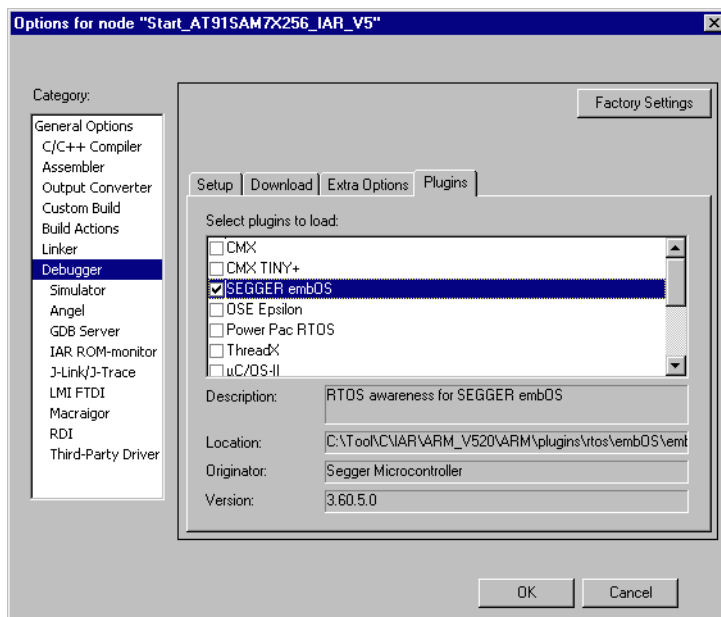 Options for node "Start_AT91SAM7X256_IAR_V5"
Category:
Factory Settings
General Options
C/C++ Compiler
Assembler
Output Converter
Custom Build
Build Actions
Linker
Debugger
Simulator
Angel
GDB Server
IAR ROM-monitor
J-Link/J-Trace
LMI FTDI
Macraigor
RDI
Third-Party Driver
Setup
Download
Extra Options
Plugins
Select plugins to load:
CMX
CMX TINY+
SEGGER embOS
OSE Epsilon
Power Pac RTOS
ThreadX
µC/OS-II
Description:
RTOS awareness for SEGGER embOS
Location:
C:\Tool\C\IAR\ARM_V520\ARM\plugins\rtos\embOS\emb
Originator:
Segger Microcontroller
Version:
3.60.5.0
OK
Cancel